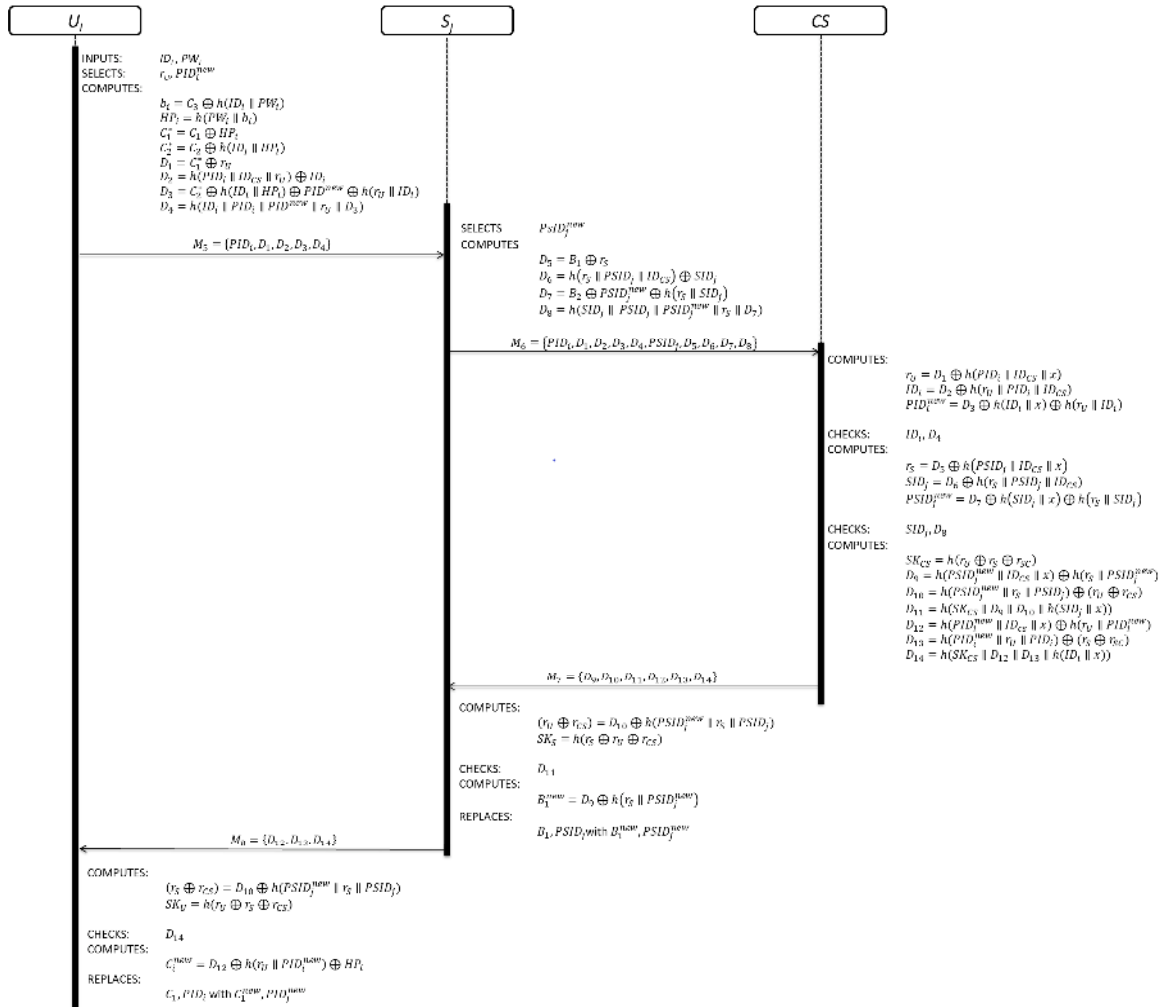 U_i
S_j
CS
INPUTS: ID_i, PW_i
SELECTS: r_U, PID_i^new
COMPUTES:
b_i = C_3 ⊕ h(ID_i ∥ PW_i)
HP_i = h(PW_i ∥ b_i)
C_1^* = C_1 ⊕ HP_i
C_2^* = C_2 ⊕ h(ID_i ∥ HP_i)
D_1 = C_1^* ⊕ r_U
D_2 = h(PID_i ∥ ID_CS ∥ r_U) ⊕ ID_i
D_3 = C_2^* ⊕ h(ID_i ∥ HP_i) ⊕ PID^new ⊕ h(r_U ∥ ID_i)
D_4 = h(ID_i ∥ PID_i ∥ PID^new ∥ r_U ∥ D_3)
M_5 = {PID_i, D_1, D_2, D_3, D_4}
SELECTS PSID_j^new
COMPUTES
D_5 = B_1 ⊕ r_S
D_6 = h(r_S ∥ PSID_j ∥ ID_CS) ⊕ SID_j
D_7 = B_2 ⊕ PSID_j^new ⊕ h(r_S ∥ SID_j)
D_8 = h(SID_j ∥ PSID_j ∥ PSID_j^new ∥ r_S ∥ D_7)
M_6 = {PID_i, D_1, D_2, D_3, D_4, PSID_j, D_5, D_6, D_7, D_8}
COMPUTES:
r_U = D_1 ⊕ h(PID_i ∥ ID_CS ∥ x)
ID_i = D_2 ⊕ h(r_U ∥ PID_i ∥ ID_CS)
PID_i^new = D_3 ⊕ h(ID_i ∥ x) ⊕ h(r_U ∥ ID_i)
CHECKS: ID_i, D_4
COMPUTES:
r_S = D_5 ⊕ h(PSID_j ∥ ID_CS ∥ x)
SID_j = D_6 ⊕ h(r_S ∥ PSID_j ∥ ID_CS)
PSID_j^new = D_7 ⊕ h(SID_j ∥ x) ⊕ h(r_S ∥ SID_j)
CHECKS: SID_j, D_8
COMPUTES:
SK_CS = h(r_U ⊕ r_S ⊕ r_SC)
D_9 = h(PSID_j^new ∥ ID_CS ∥ x) ⊕ h(r_S ∥ PSID_j^new)
D_10 = h(PSID_j^new ∥ r_S ∥ PSID_j) ⊕ (r_U ⊕ r_CS)
D_11 = h(SK_CS ∥ D_9 ∥ D_10 ∥ h(SID_j ∥ x))
D_12 = h(PID_i^new ∥ ID_CS ∥ x) ⊕ h(r_U ∥ PID_i^new)
D_13 = h(PID_i^new ∥ r_U ∥ PID_i) ⊕ (r_S ⊕ r_SC)
D_14 = h(SK_CS ∥ D_12 ∥ D_13 ∥ h(ID_i ∥ x))
M_7 = {D_9, D_10, D_11, D_12, D_13, D_14}
COMPUTES:
(r_U ⊕ r_CS) = D_10 ⊕ h(PSID_j^new ∥ r_S ∥ PSID_j)
SK_S = h(r_S ⊕ r_U ⊕ r_CS)
CHECKS: D_11
COMPUTES:
B_1^new = D_9 ⊕ h(r_S ∥ PSID_j^new)
REPLACES:
B_1, PSID_j with B_1^new, PSID_j^new
M_8 = {D_12, D_13, D_14}
COMPUTES:
(r_S ⊕ r_CS) = D_10 ⊕ h(PSID_j^new ∥ r_S ∥ PSID_j)
SK_U = h(r_U ⊕ r_S ⊕ r_CS)
CHECKS: D_14
COMPUTES:
C_i^new = D_12 ⊕ h(r_U ∥ PID_i^new) ⊕ HP_i
REPLACES:
C_1, PID_i with C_1^new, PID_j^new